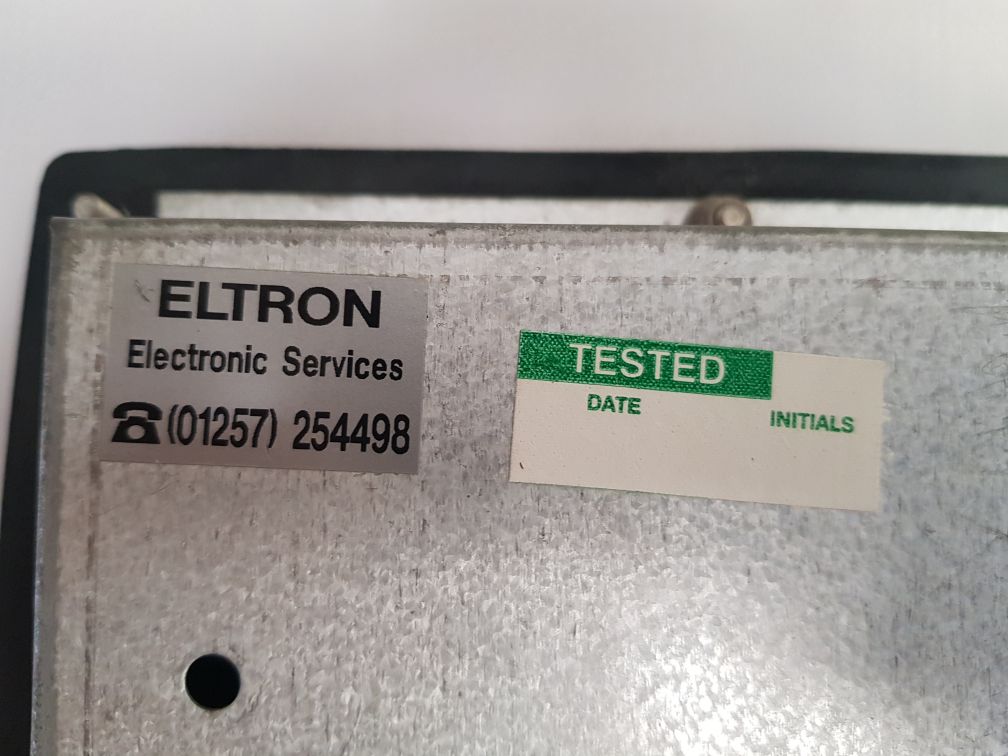 ELTRON
Electronic Services
☎(01257) 254498
TESTED
DATE
INITIALS